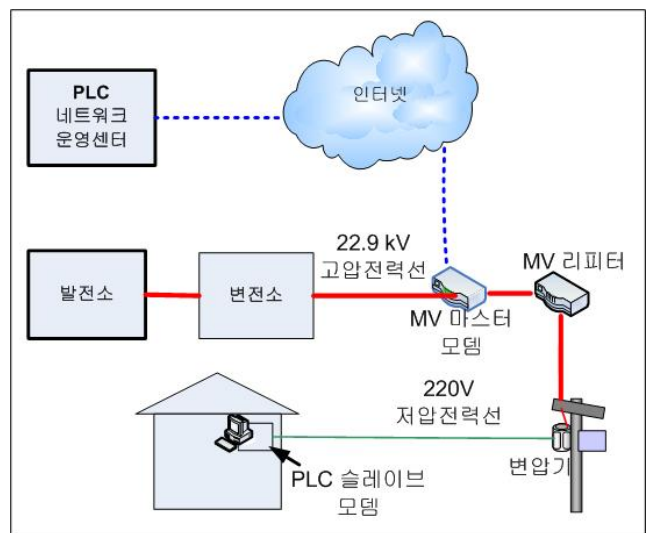 PLC
네트워크
운영센터
인터넷
22.9 kV
고압전력선
발전소
변전소
MV 리피터
MV 마스터
모뎀
220V
저압전력선
변압기
PLC 슬레이브
모뎀